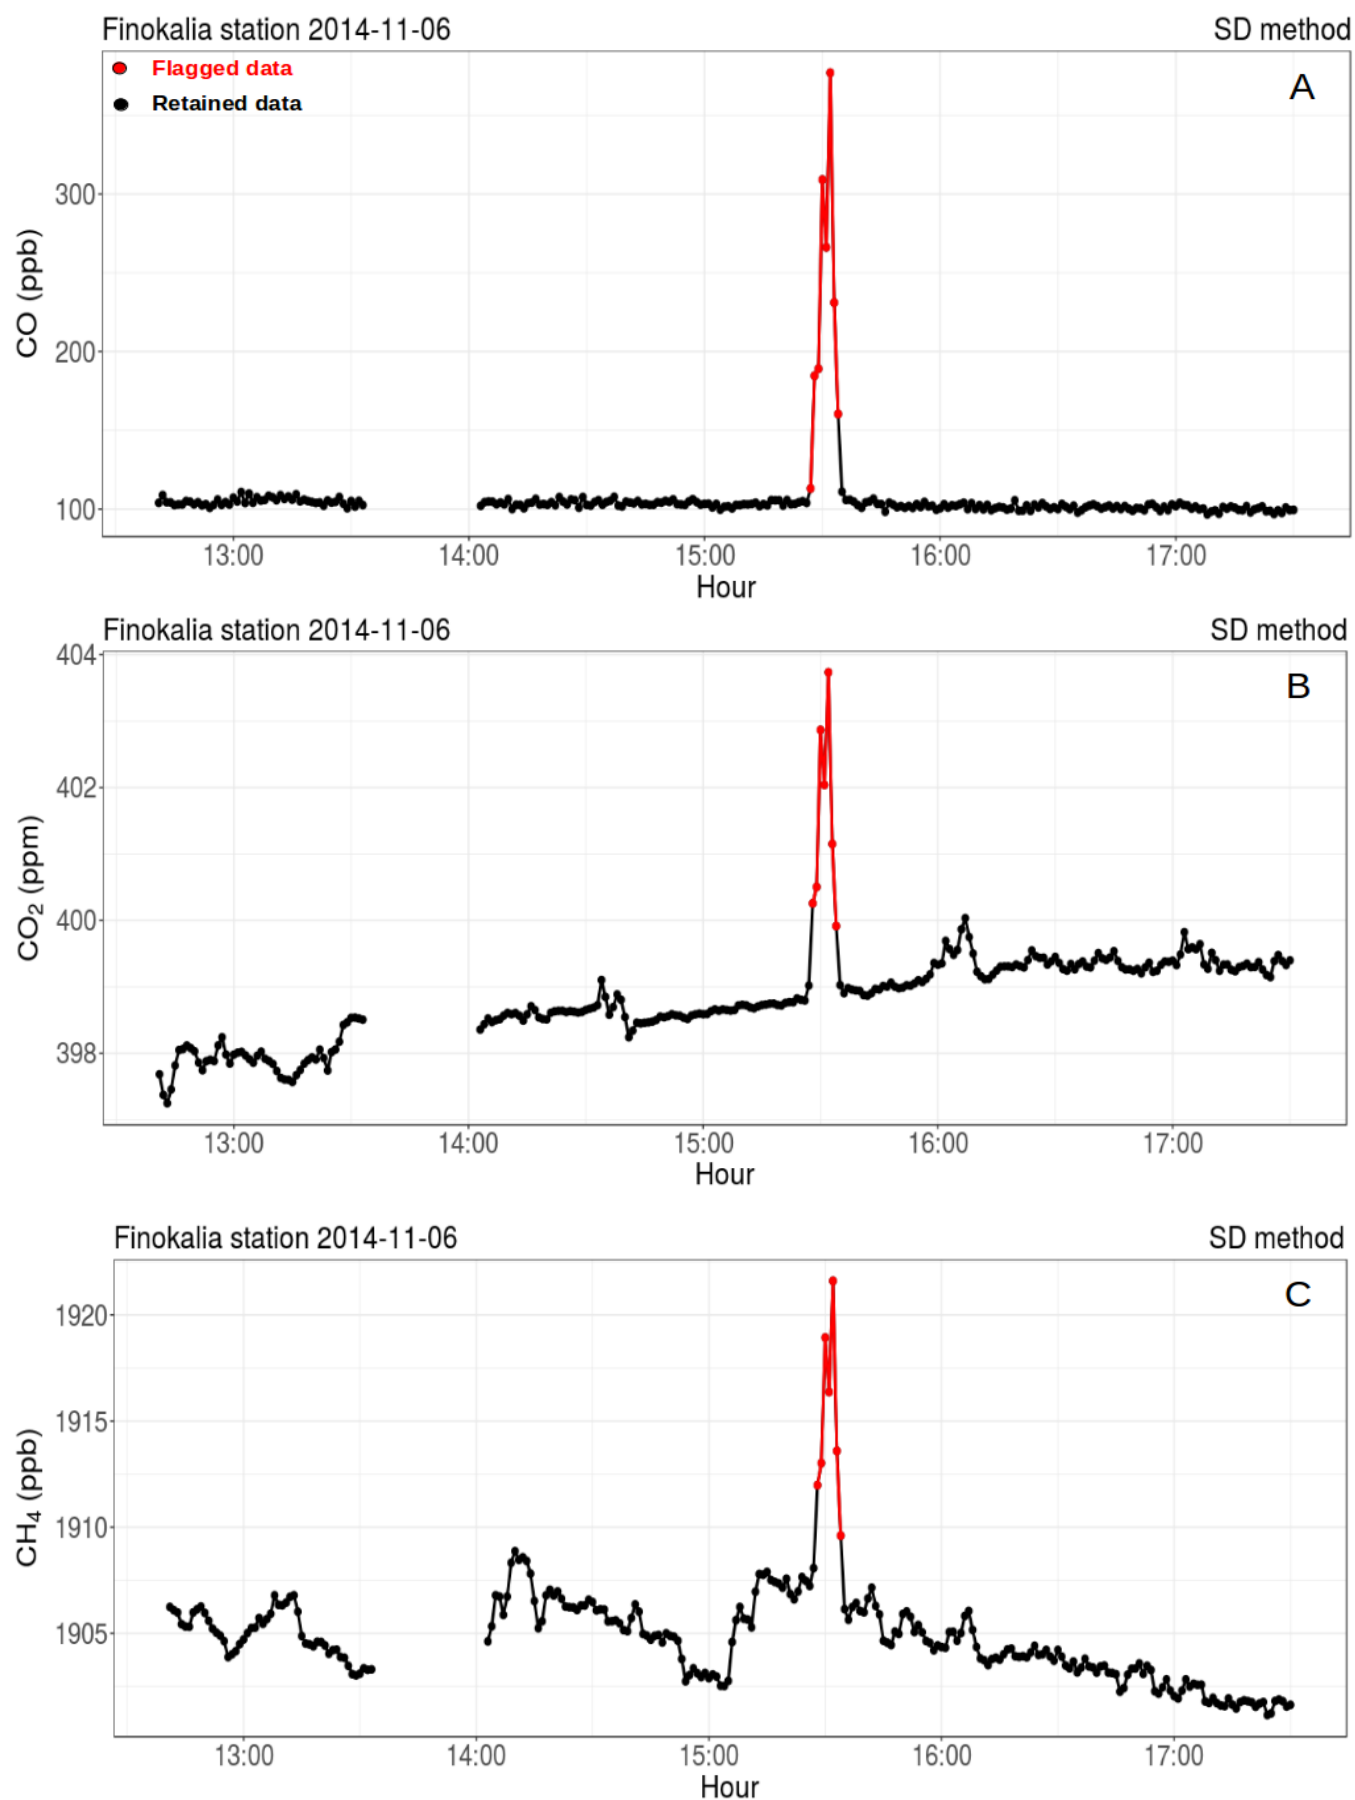 Finokalia station 2014-11-06 SD method
Flagged data
Retained data
A
300
200
100
CO (ppb)
13:00 14:00 15:00 16:00 17:00
Hour
Finokalia station 2014-11-06 SD method
B
404
402
400
398
CO₂ (ppm)
13:00 14:00 15:00 16:00 17:00
Hour
Finokalia station 2014-11-06 SD method
C
1920
1915
1910
1905
CH₄ (ppb)
13:00 14:00 15:00 16:00 17:00
Hour